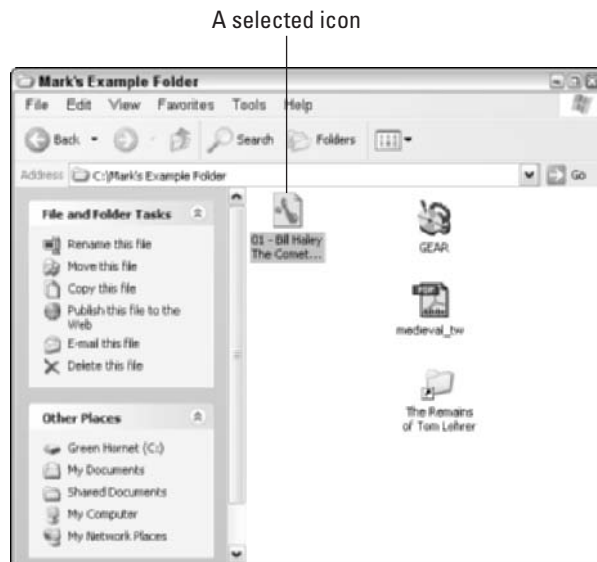 A selected icon
Mark's Example Folder
File Edit View Favorites Tools Help
Back Search Folders
Address C:\Mark's Example Folder Go
File and Folder Tasks
Rename this file
Move this file
Copy this file
Publish this file to the
Web
E-mail this file
Delete this file
Other Places
Green Hornet (C:)
My Documents
Shared Documents
My Computer
My Network Places
01 - Bill Haley
The Comet...
GEAR
PDF
Adobe
medieval_tw
The Remains
of Tom Lehrer